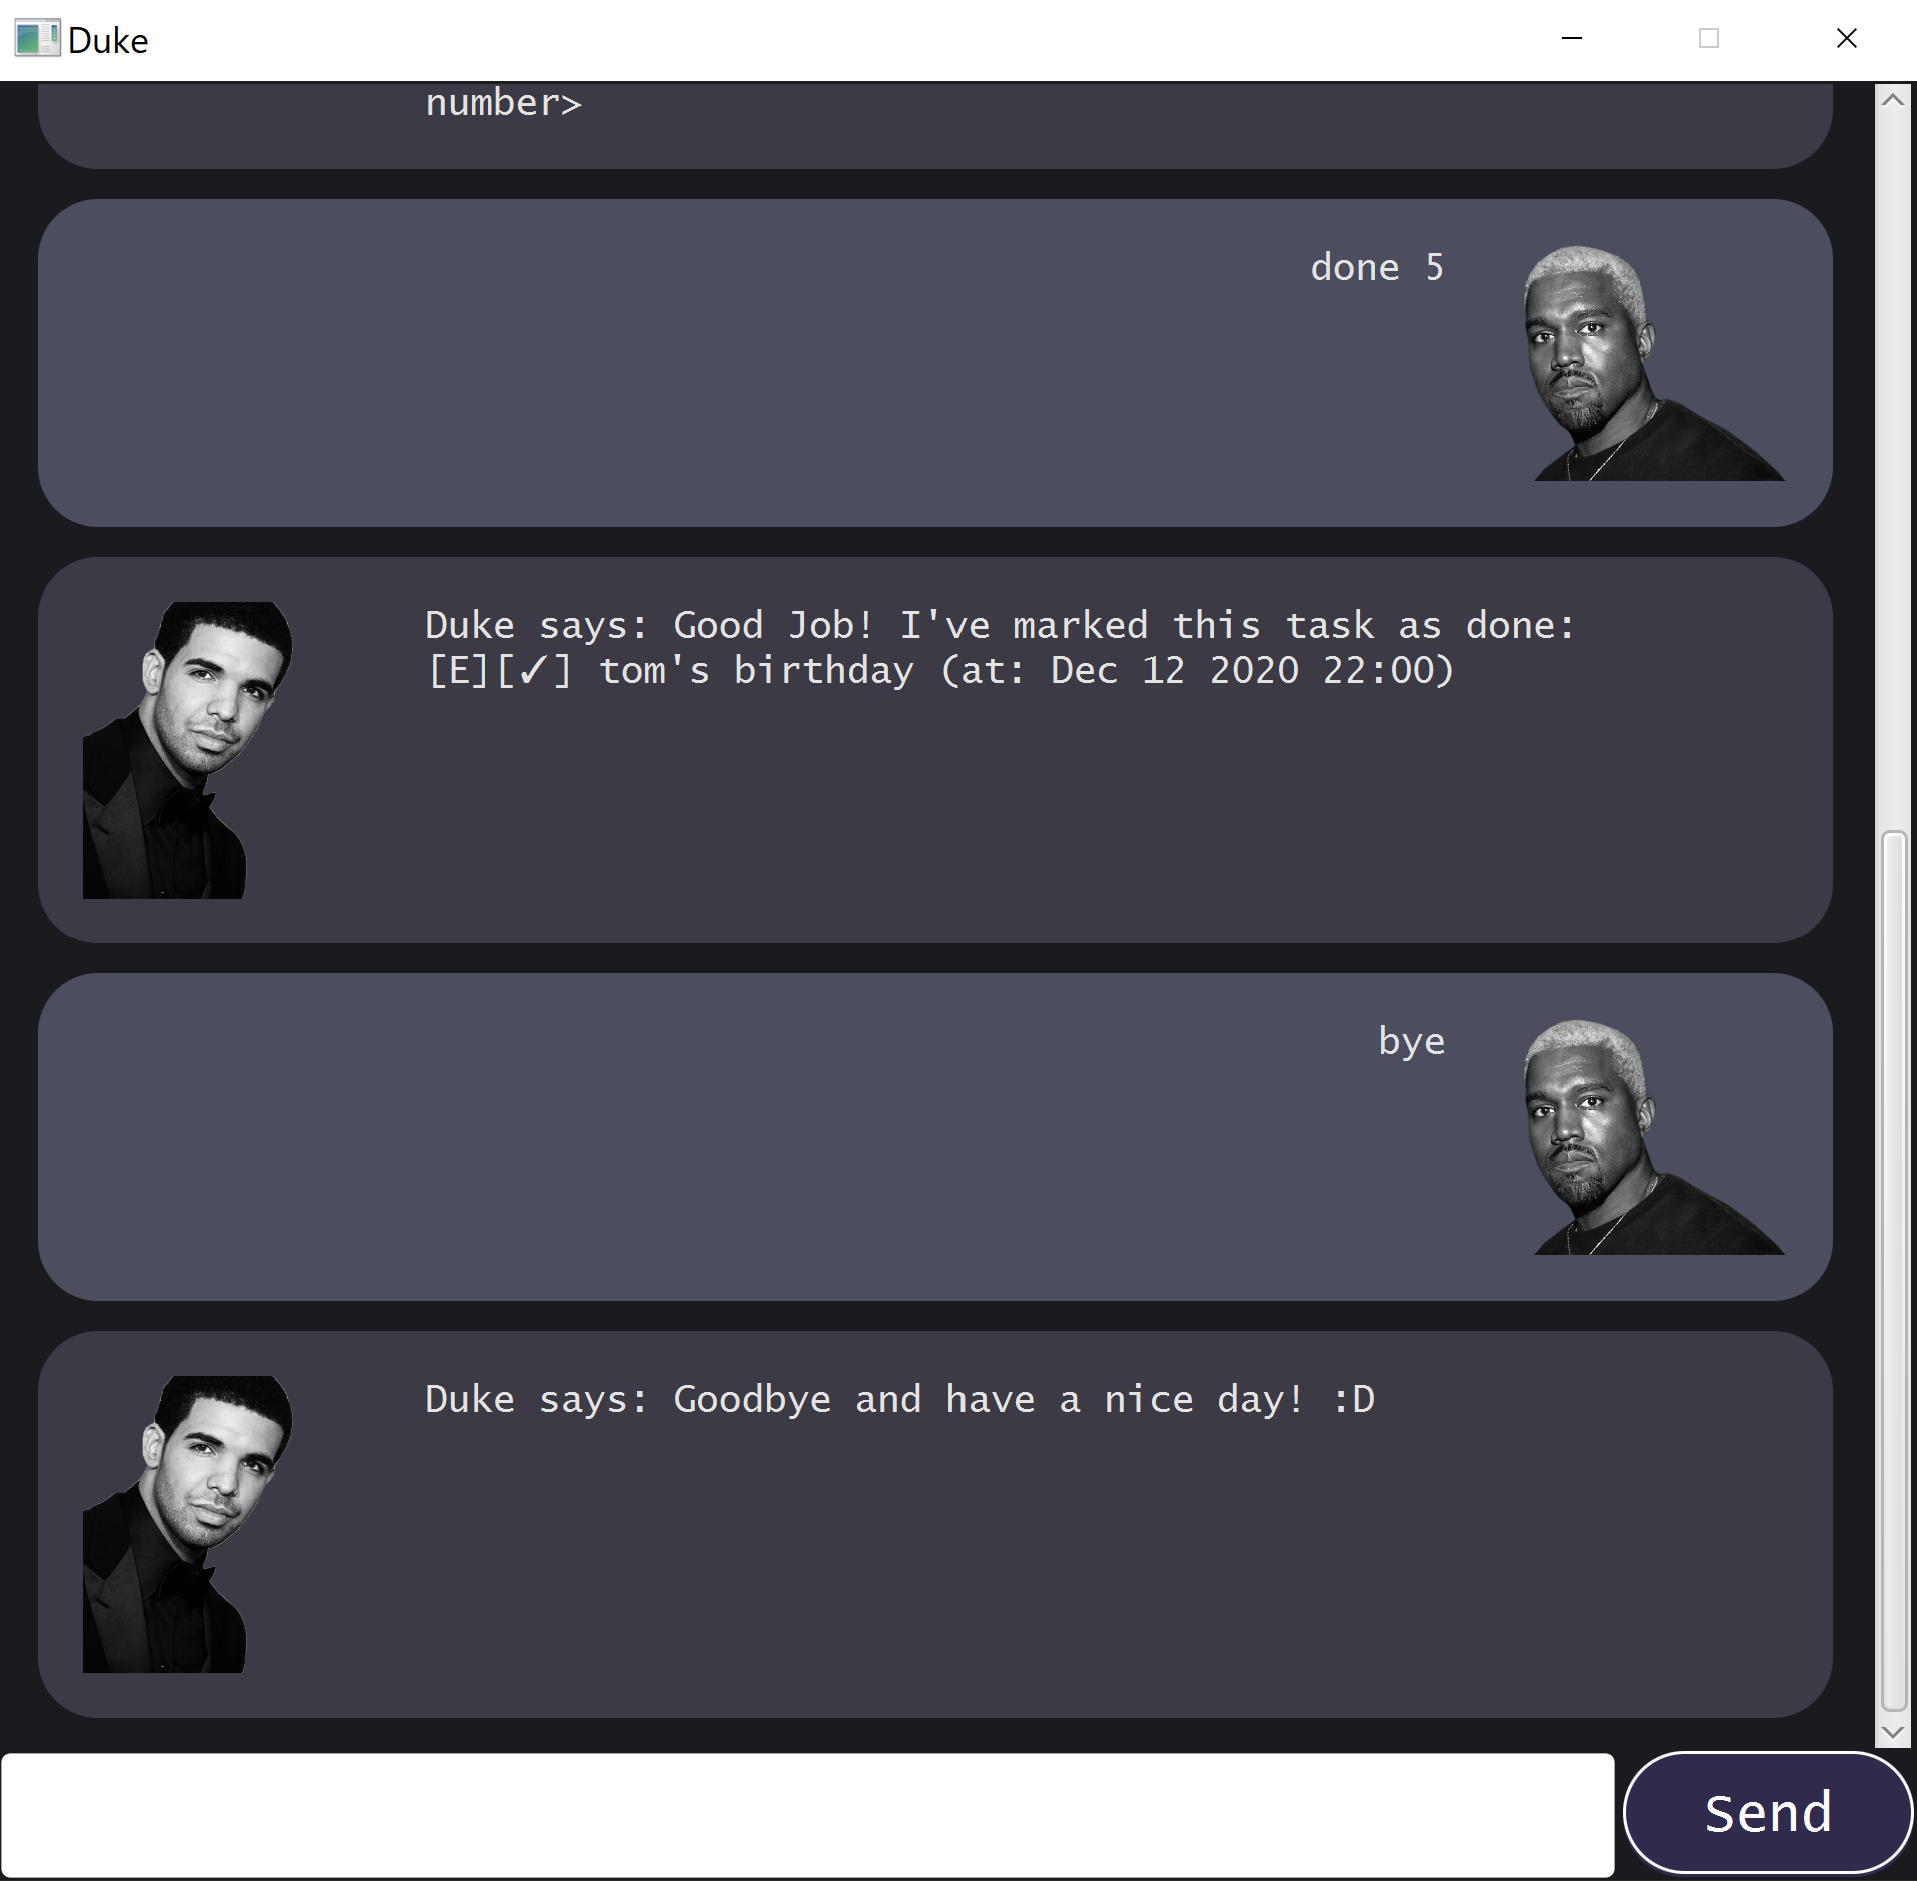 Duke
number>
done 5
Duke says: Good Job! I've marked this task as done:
[E][✓] tom's birthday (at: Dec 12 2020 22:00)
bye
Duke says: Goodbye and have a nice day! :D
Send